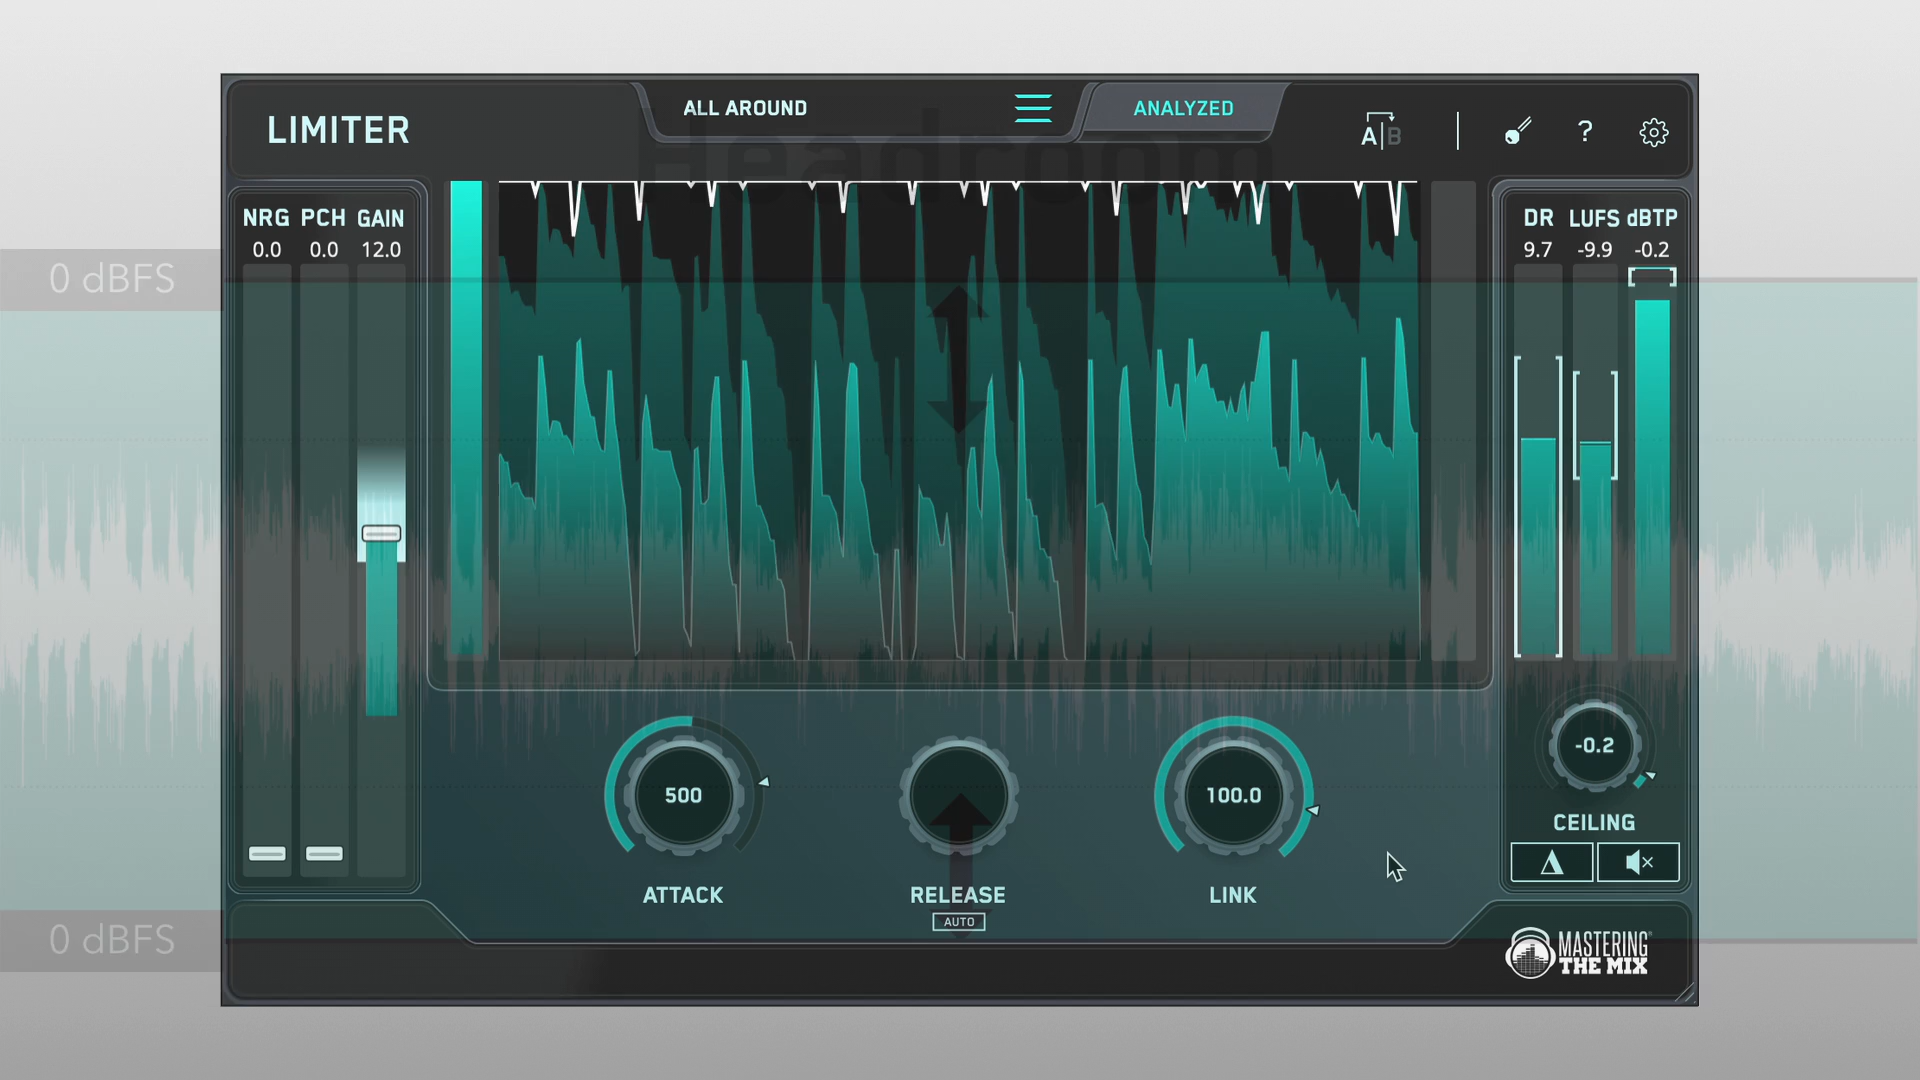 Headroom
ALL AROUND
ANALYZED
LIMITER
A|B
?
NRG PCH GAIN
0.0 0.0 12.0
DR LUFS dBTP
9.7 -9.9 -0.2
0 dBFS
500
100.0
-0.2
CEILING
ATTACK
RELEASE
LINK
AUTO
0 dBFS
MASTERING
THE MIX